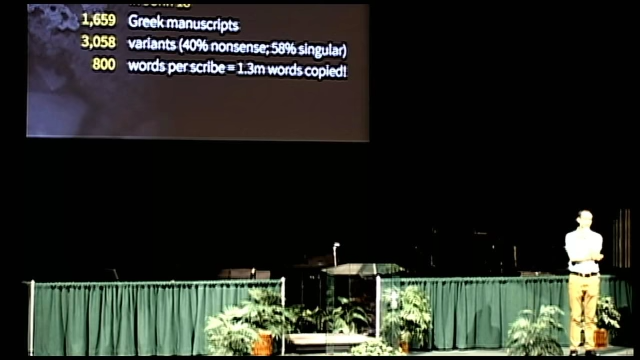 1,659 Greek manuscripts
3,058 variants (40% nonsense; 58% singular)
800 words per scribe = 1.3m words copied!